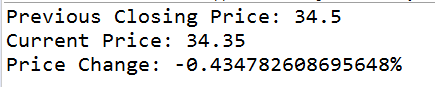 Previous Closing Price: 34.5
Current Price: 34.35
Price Change: -0.434782608695648%